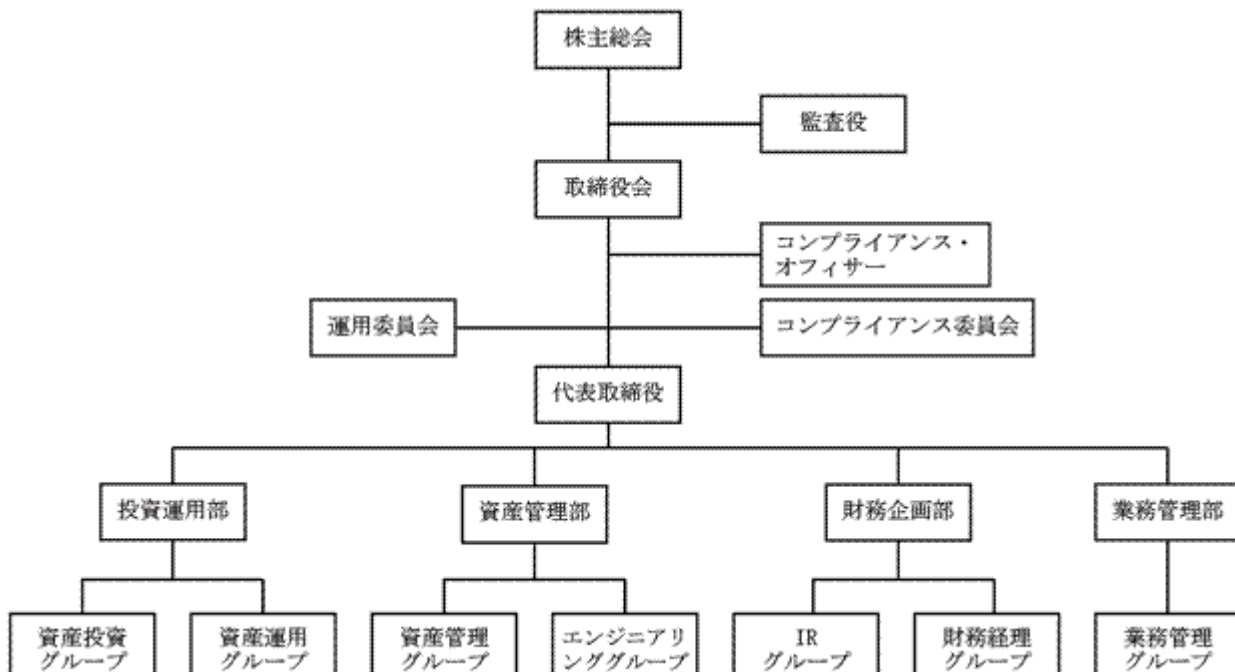 株主総会
監査役
取締役会
コンプライアンス・
オフィサー
運用委員会
コンプライアンス委員会
代表取締役
投資運用部
資産管理部
財務企画部
業務管理部
資産投資
グループ
資産運用
グループ
資産管理
グループ
エンジニアリ
ンググループ
IR
グループ
財務経理
グループ
業務管理
グループ